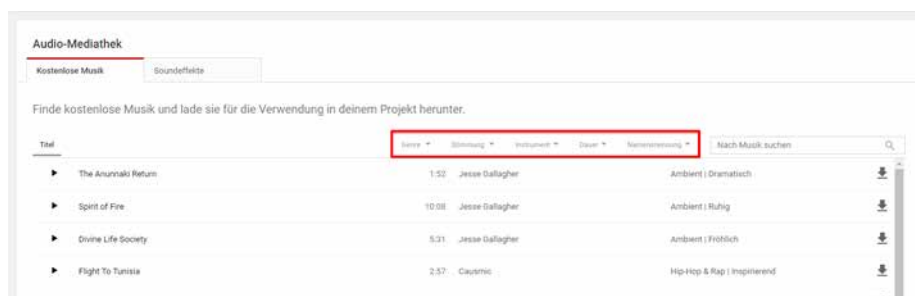 Audio-Mediathek
Kostenlose Musik Soundeffekte
Finde kostenlose Musik und lade sie für die Verwendung in deinem Projekt herunter.
Titel Genre Stimmung Instrument Dauer Namensnennung Nach Musik suchen
The Anunnaki Return 1:52 Jesse Gallagher Ambient | Dramatisch
Spirit of Fire 10:08 Jesse Gallagher Ambient | Ruhig
Divine Life Society 5:31 Jesse Gallagher Ambient | Fröhlich
Flight To Tunisia 2:57 Causmic Hip-Hop & Rap | Inspirierend